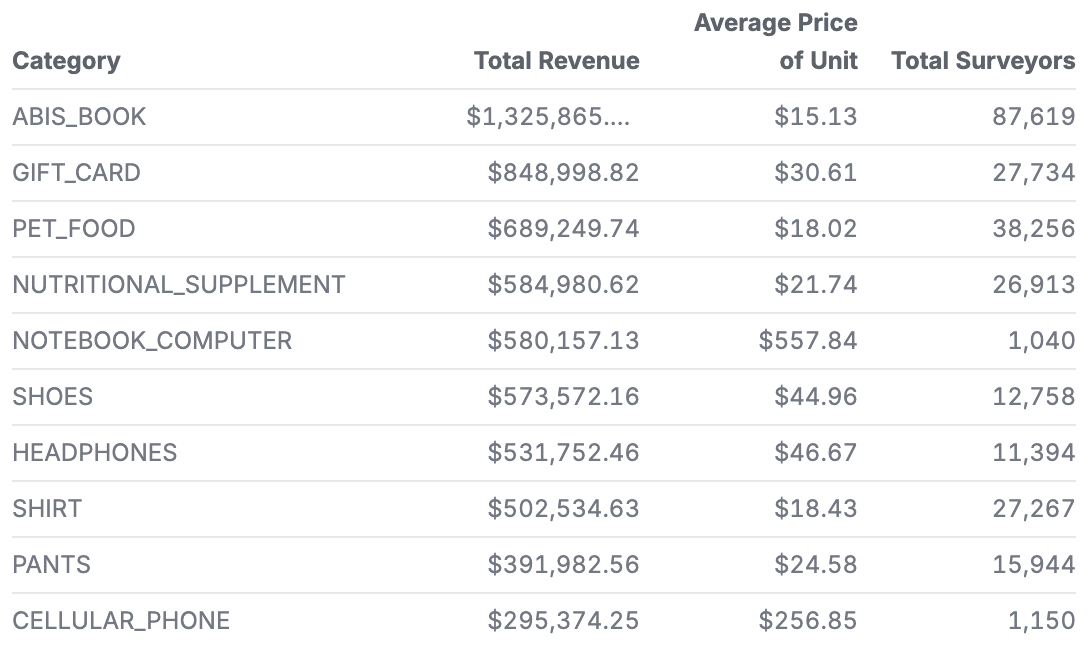 Category Total Revenue Average Price of Unit Total Surveyors
ABIS_BOOK $1,325,865.... $15.13 87,619
GIFT_CARD $848,998.82 $30.61 27,734
PET_FOOD $689,249.74 $18.02 38,256
NUTRITIONAL_SUPPLEMENT $584,980.62 $21.74 26,913
NOTEBOOK_COMPUTER $580,157.13 $557.84 1,040
SHOES $573,572.16 $44.96 12,758
HEADPHONES $531,752.46 $46.67 11,394
SHIRT $502,534.63 $18.43 27,267
PANTS $391,982.56 $24.58 15,944
CELLULAR_PHONE $295,374.25 $256.85 1,150